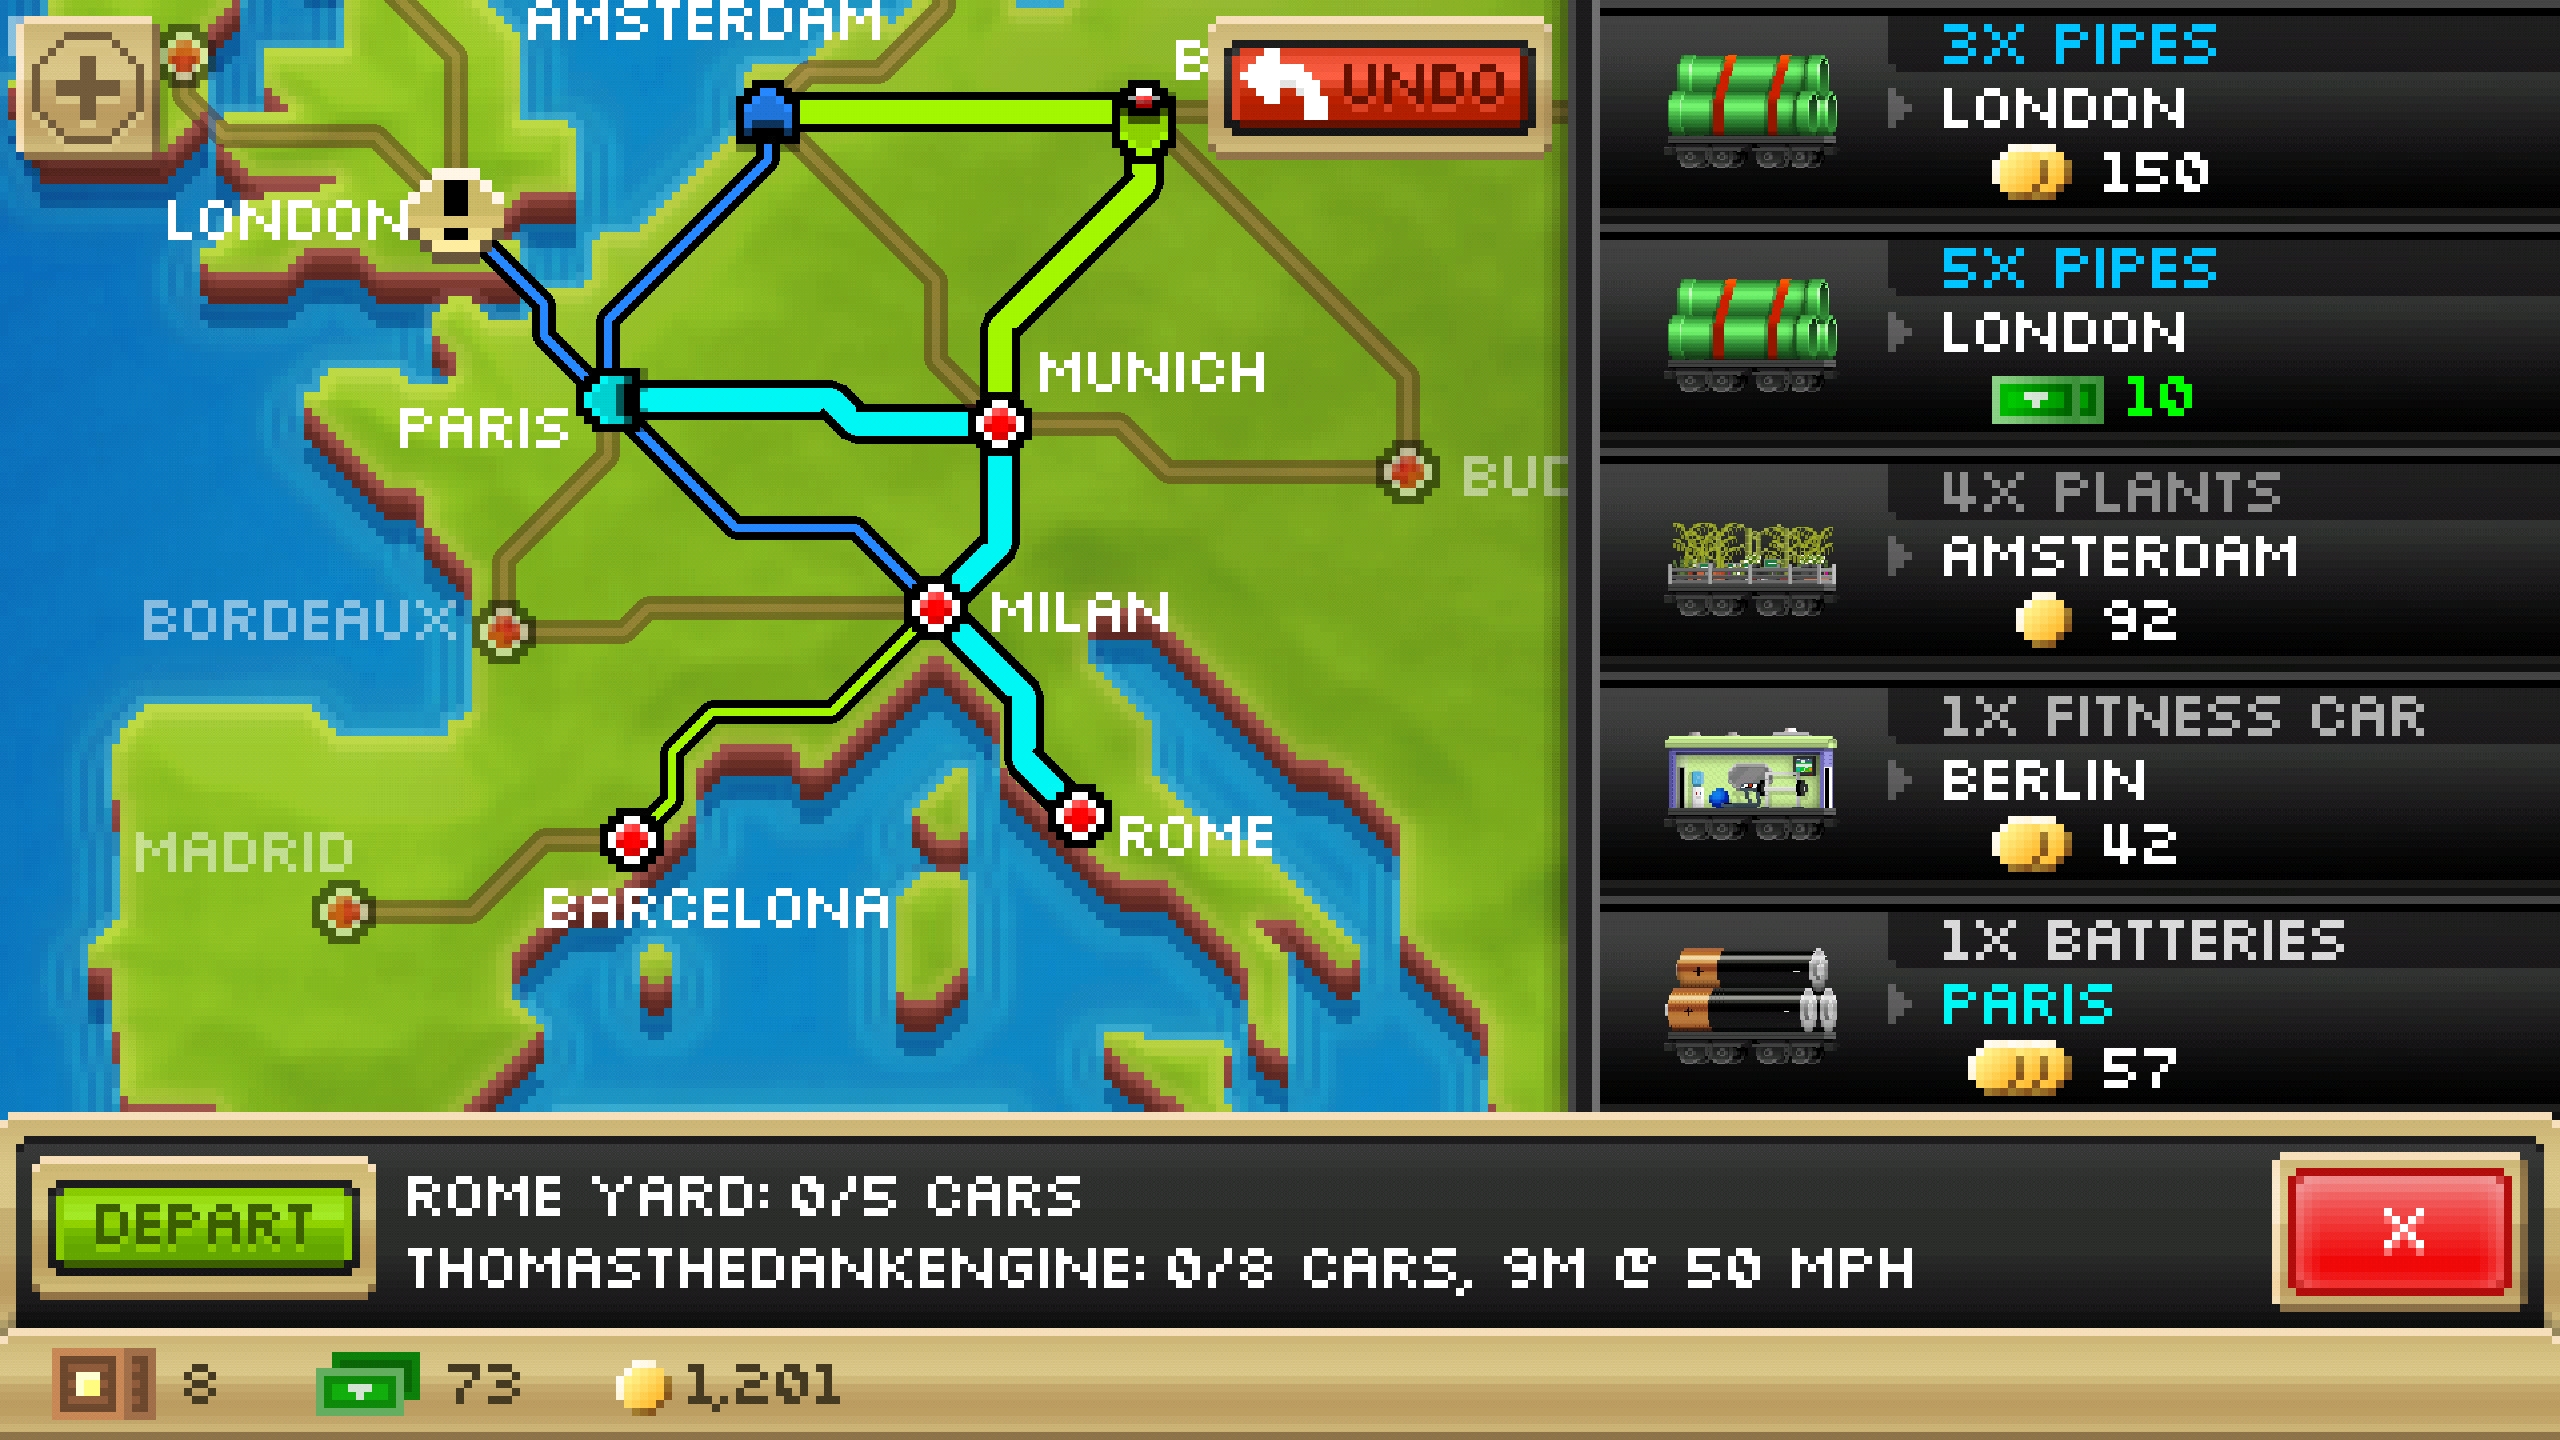 AMSTERDAM
B
UNDO
LONDON
MUNICH
PARIS
BUD
BORDEAUX
MILAN
MADRID
ROME
BARCELONA
3X PIPES
LONDON
150
5X PIPES
LONDON
10
4X PLANTS
AMSTERDAM
92
1X FITNESS CAR
BERLIN
42
1X BATTERIES
PARIS
57
DEPART
ROME YARD: 0/5 CARS
THOMASTHEDANKENGINE: 0/8 CARS, 9M @ 50 MPH
X
8
73
1,201